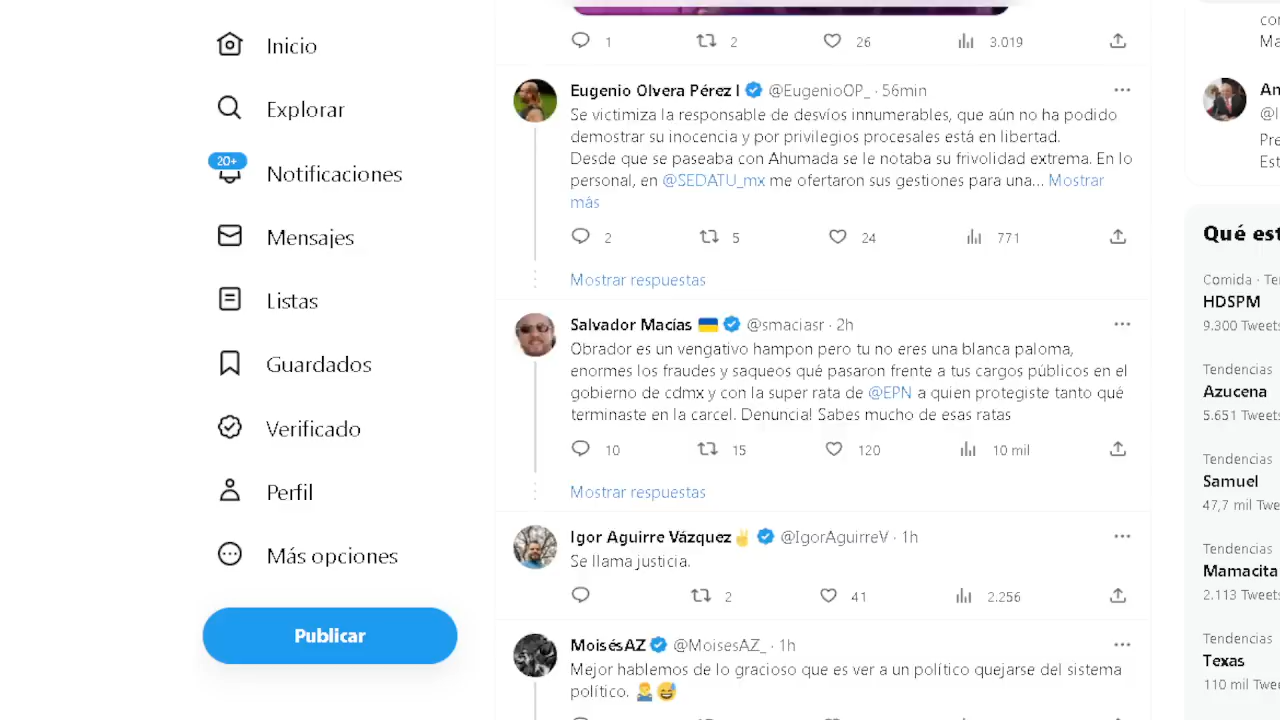 Inicio
Explorar
20+
Notificaciones
Mensajes
Listas
Guardados
Verificado
Perfil
Más opciones
Publicar
1 2 26 3.019
Eugenio Olvera Pérez I @EugenioOP_ · 56min
Se victimiza la responsable de desvíos innumerables, que aún no ha podido
demostrar su inocencia y por privilegios procesales está en libertad.
Desde que se paseaba con Ahumada se le notaba su frivolidad extrema. En lo
personal, en @SEDATU_mx me ofertaron sus gestiones para una... Mostrar
más
2 5 24 771
Mostrar respuestas
Salvador Macías 🇺🇦 @smaciasr · 2h
Obrador es un vengativo hampon pero tu no eres una blanca paloma,
enormes los fraudes y saqueos qué pasaron frente a tus cargos públicos en el
gobierno de cdmx y con la super rata de @EPN a quien protegiste tanto qué
terminaste en la carcel. Denuncia! Sabes mucho de esas ratas
10 15 120 10 mil
Mostrar respuestas
Igor Aguirre Vázquez✌️ @IgorAguirreV · 1h
Se llama justicia.
2 41 2.256
MoisésAZ @MoisesAZ_ · 1h
Mejor hablemos de lo gracioso que es ver a un político quejarse del sistema
político. 🤷‍♂️😅
Qué est
Comida · Ter
HDSPM
9.300 Tweets
Tendencias
Azucena
5.651 Tweets
Tendencias
Samuel
47,7 mil Twe
Tendencias
Mamacita
2.113 Tweets
Tendencias
Texas
110 mil Twee